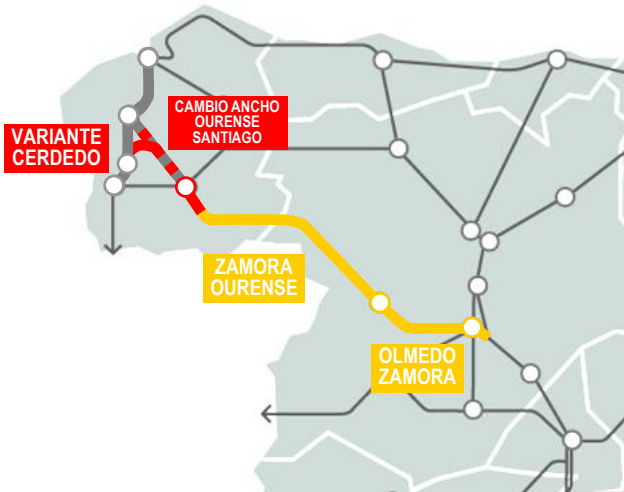 CAMBIO ANCHO
OURENSE
SANTIAGO
VARIANTE
CERDEDO
ZAMORA
OURENSE
OLMEDO
ZAMORA